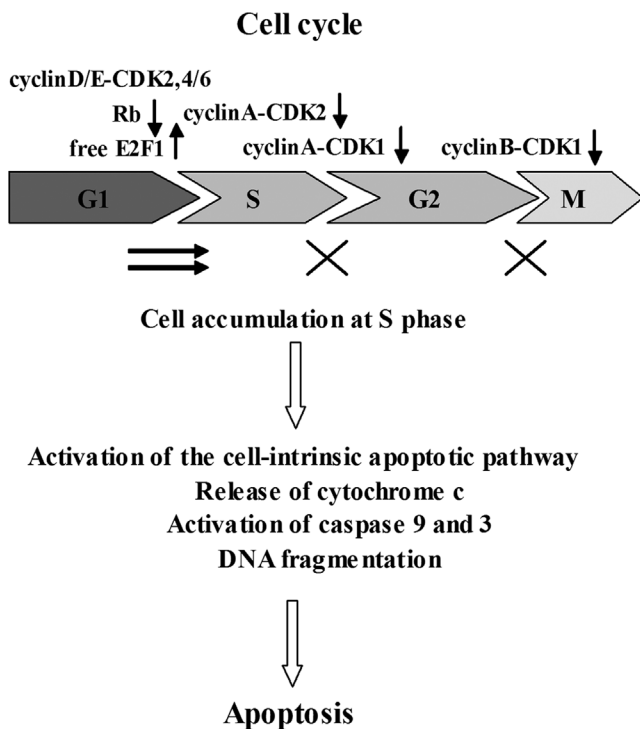 Cell cycle
cyclinD/E-CDK2,4/6
Rb cyclinA-CDK2
free E2F1 cyclinA-CDK1 cyclinB-CDK1
G1 S G2 M
Cell accumulation at S phase
Activation of the cell-intrinsic apoptotic pathway
Release of cytochrome c
Activation of caspase 9 and 3
DNA fragmentation
Apoptosis